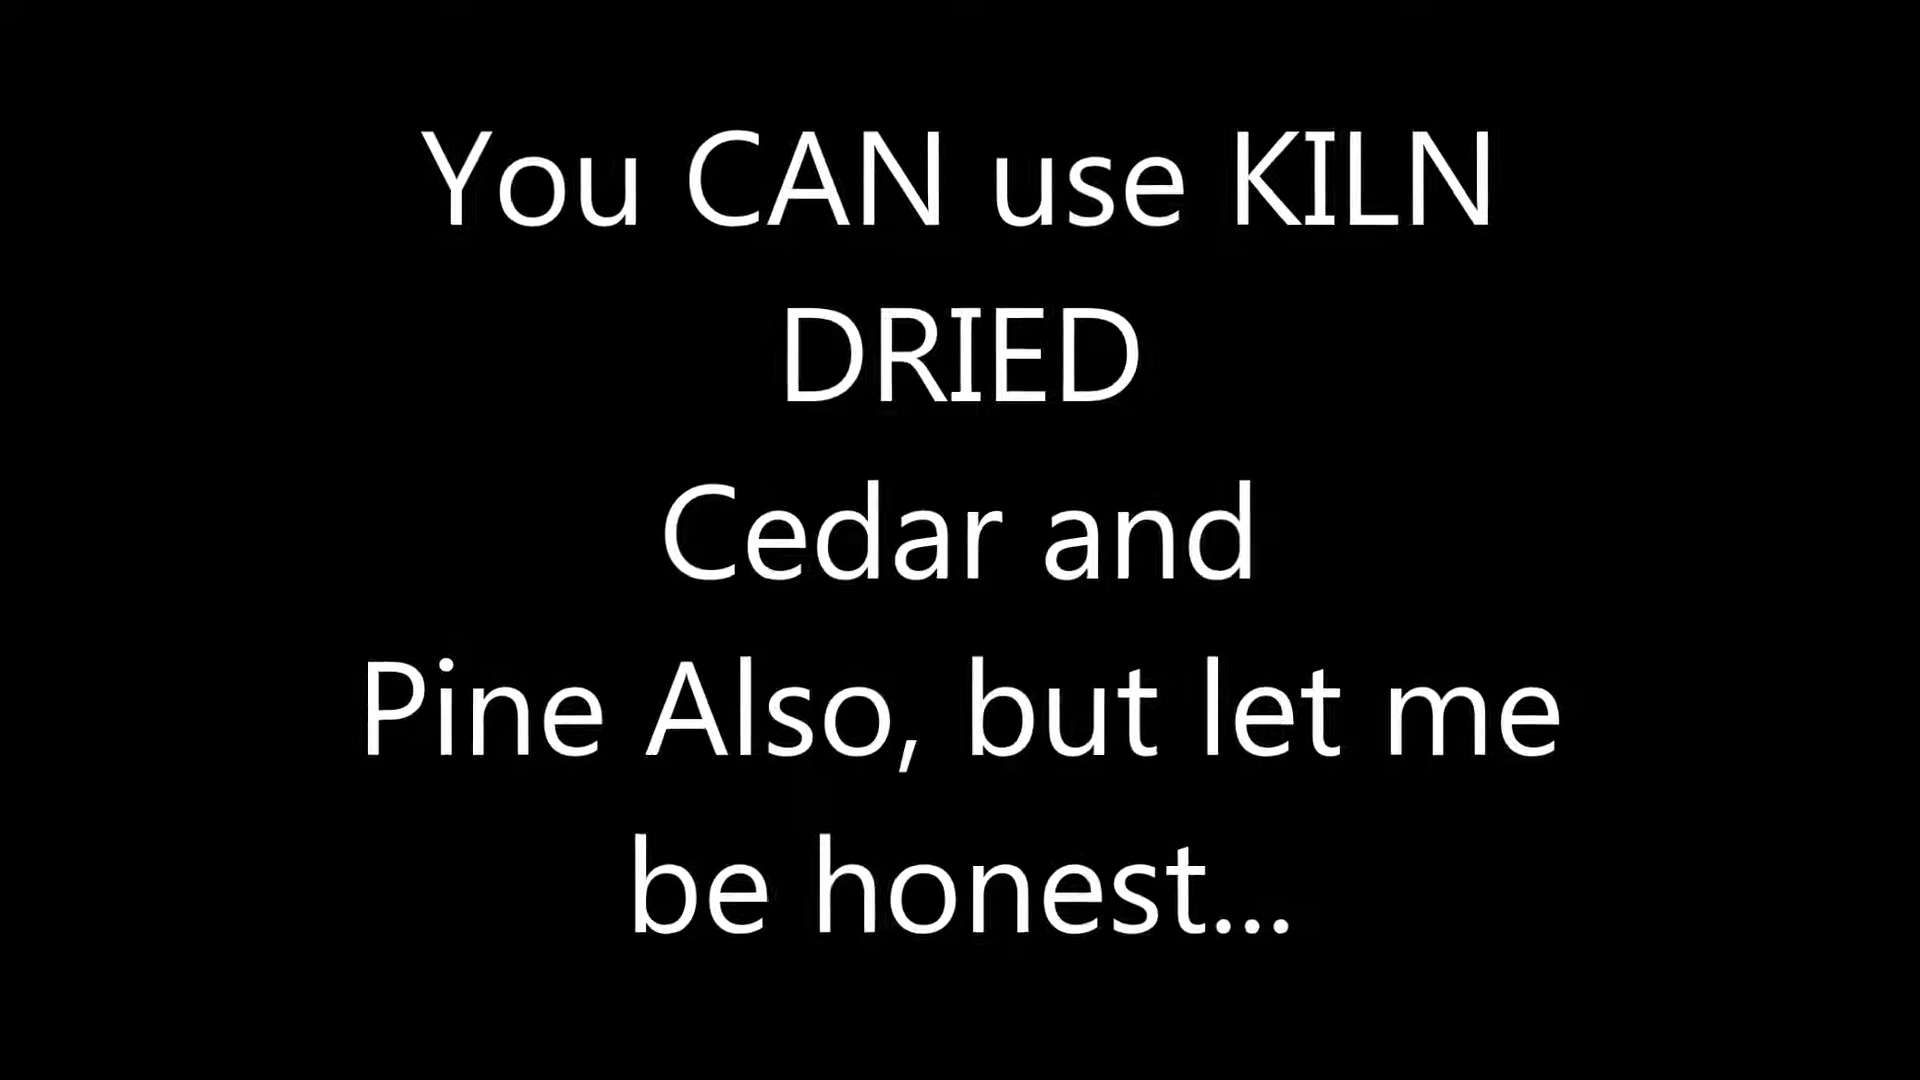 You CAN use KILN
DRIED
Cedar and
Pine Also, but let me
be honest...